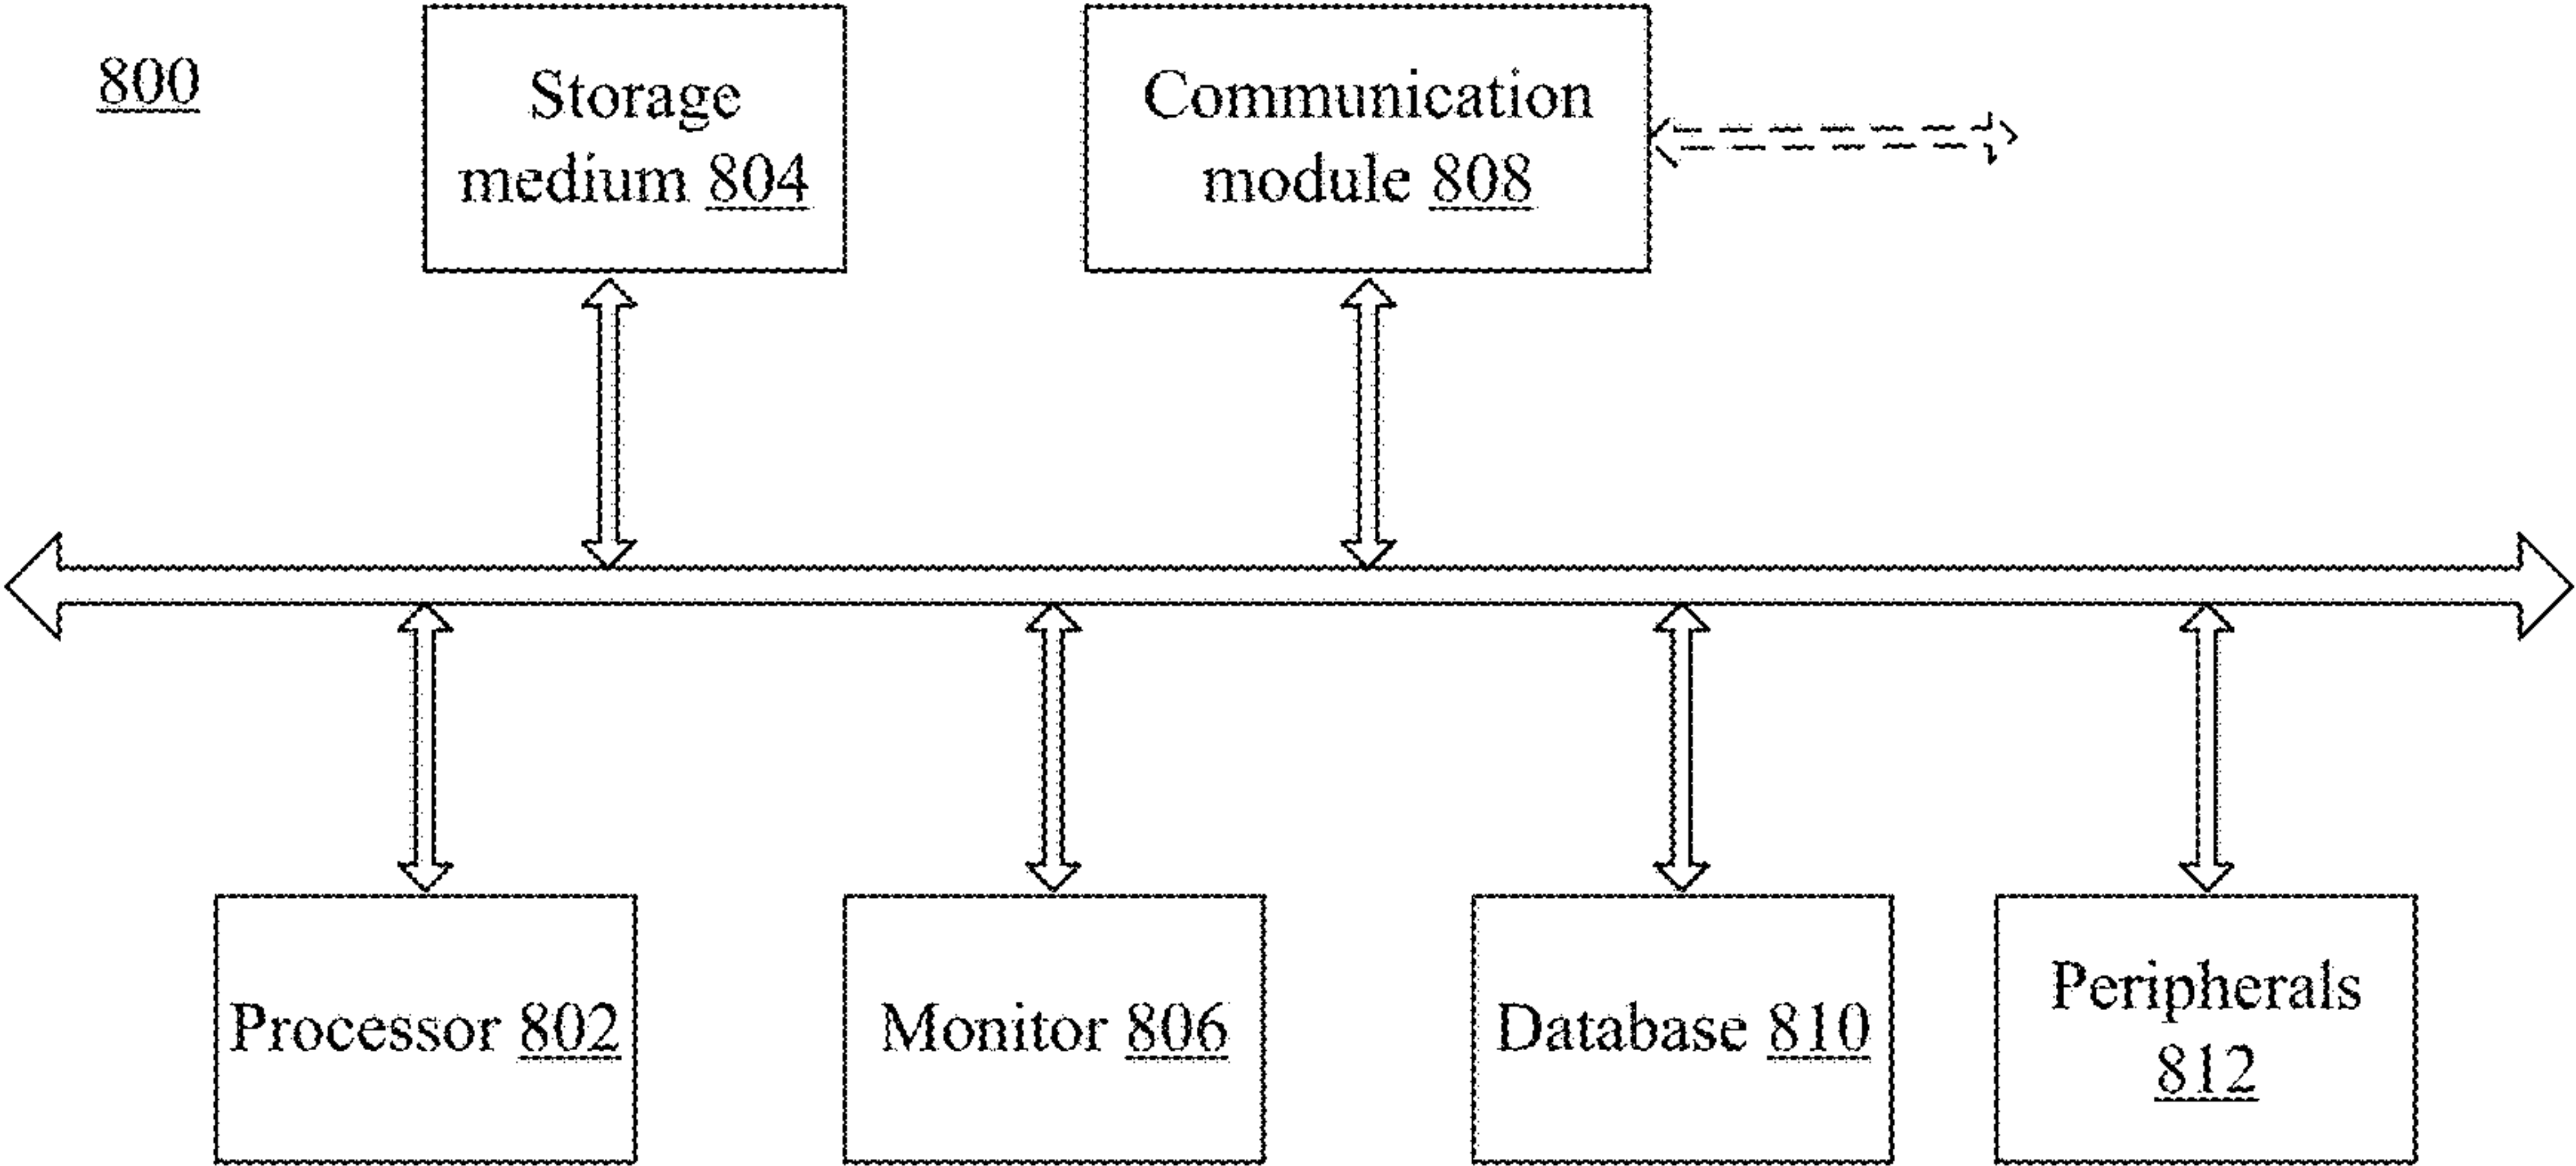 800
Storage
medium 804
Communication
module 808
Processor 802
Monitor 806
Database 810
Peripherals
812